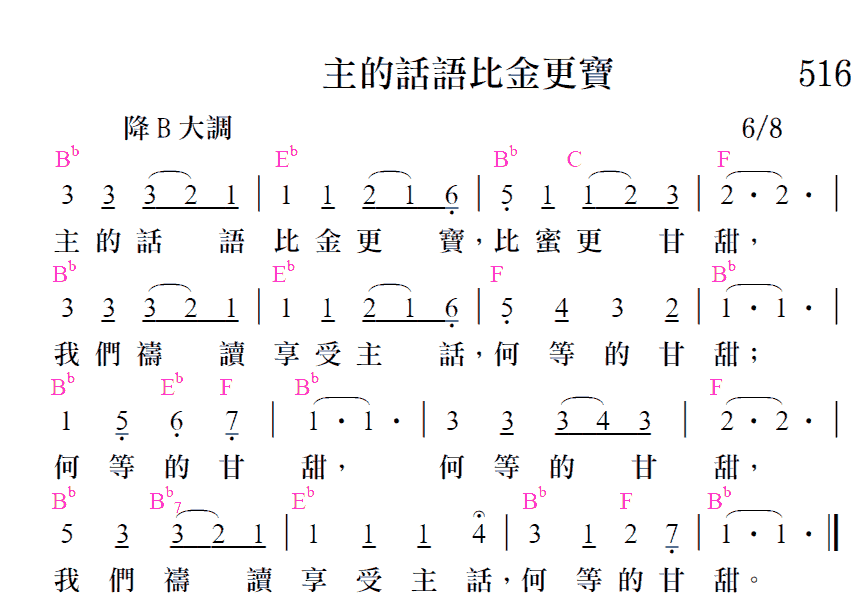 主的話語比金更寶 516
降 B 大調 6/8
B♭ E♭ B♭ C F
3 3 3 2 1 | 1 1 2 1 6̣ | 5̣ 1 1 2 3 | 2 · 2 · |
主的話 語比金更 寶,比蜜更 甘甜,
B♭ E♭ F B♭
3 3 3 2 1 | 1 1 2 1 6̣ | 5̣ 4 3 2 | 1 · 1 · |
我們禱 讀享受主 話,何等的甘甜;
B♭ E♭ F B♭ F
1 5̣ 6̣ 7̣ | 1 · 1 · | 3 3 3 4 3 | 2 · 2 · |
何等的甘 甜, 何等的 甘 甜,
B♭ B♭7 E♭ B♭ F B♭
5 3 3 2 1 | 1 1 1 4 | 3 1 2 7̣ | 1 · 1 · ‖
我們禱 讀享受主話,何等的甘甜。